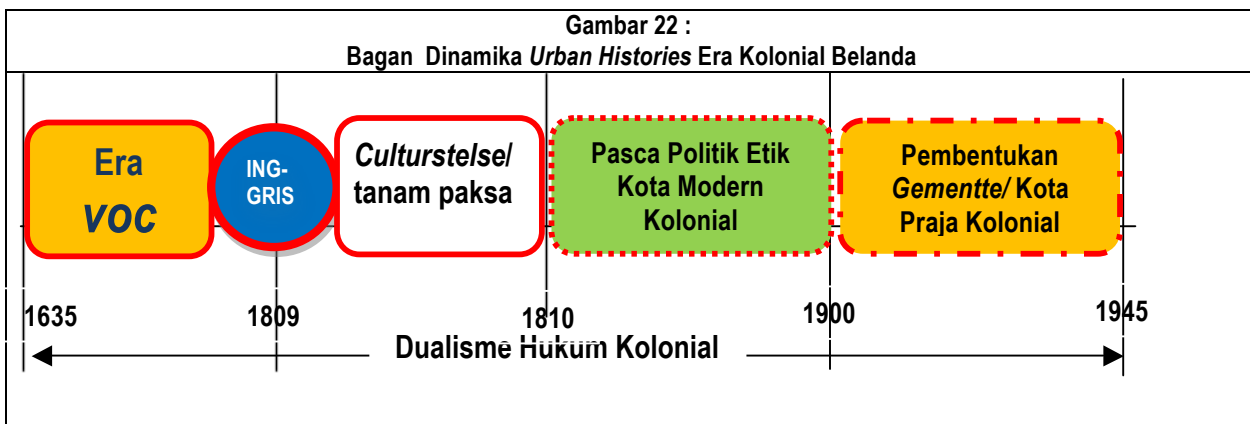 Gambar 22 :
Bagan Dinamika Urban Histories Era Kolonial Belanda
Era
VOC
ING-
GRIS
Culturstelsel
tanam paksa
Pasca Politik Etik
Kota Modern
Kolonial
Pembentukan
Gementte/ Kota
Praja Kolonial
1635
1809
1810
1900
1945
Dualisme Hukum Kolonial